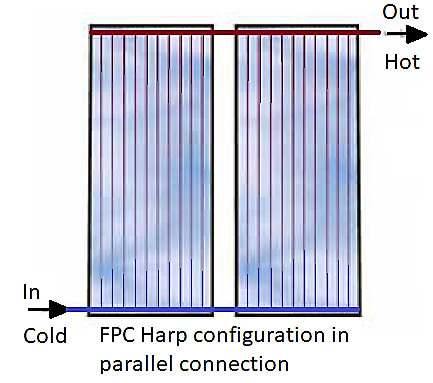 Out
Hot
In
Cold
FPC Harp configuration in
parallel connection